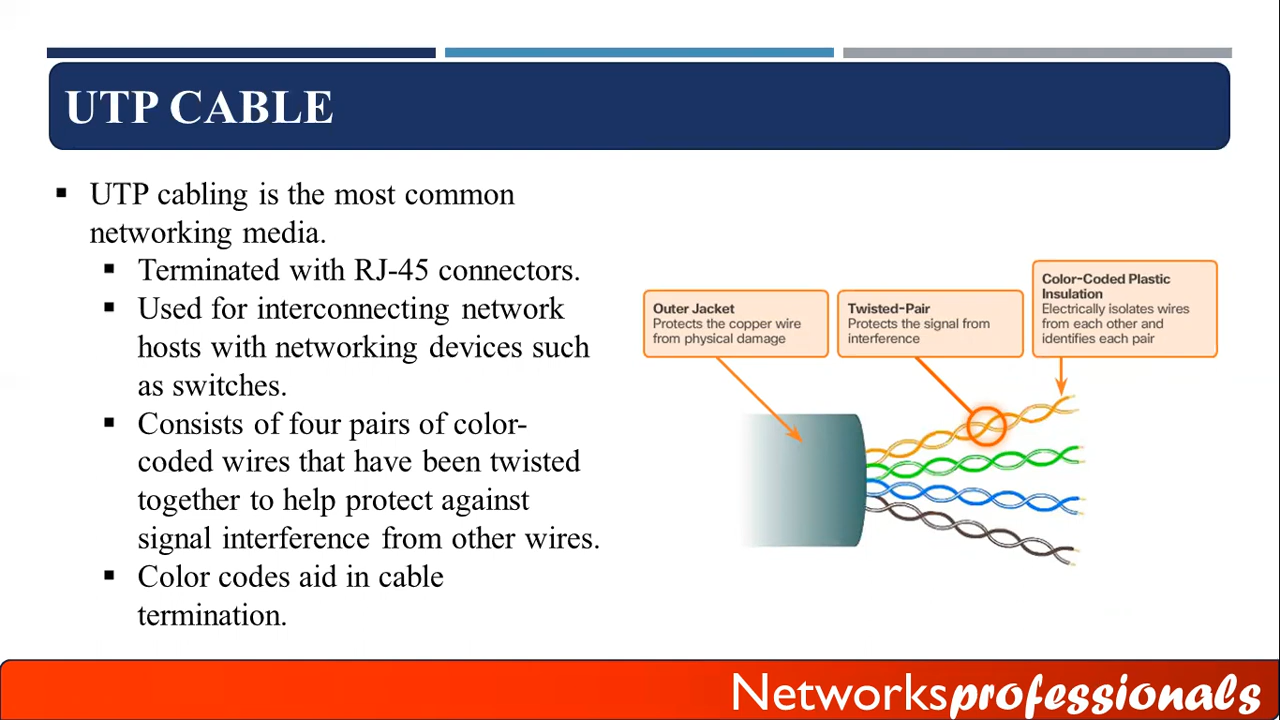 UTP CABLE
▪ UTP cabling is the most common
networking media.
▪ Terminated with RJ-45 connectors.
▪ Used for interconnecting network
hosts with networking devices such
as switches.
▪ Consists of four pairs of color-
coded wires that have been twisted
together to help protect against
signal interference from other wires.
▪ Color codes aid in cable
termination.
Outer Jacket
Protects the copper wire
from physical damage
Twisted-Pair
Protects the signal from
interference
Color-Coded Plastic
Insulation
Electrically isolates wires
from each other and
identifies each pair
Networksprofessionals